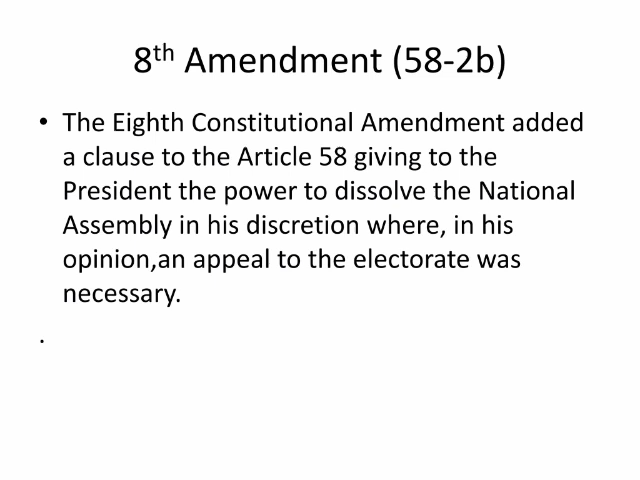 8th Amendment (58-2b)
• The Eighth Constitutional Amendment added
a clause to the Article 58 giving to the
President the power to dissolve the National
Assembly in his discretion where, in his
opinion,an appeal to the electorate was
necessary.
.